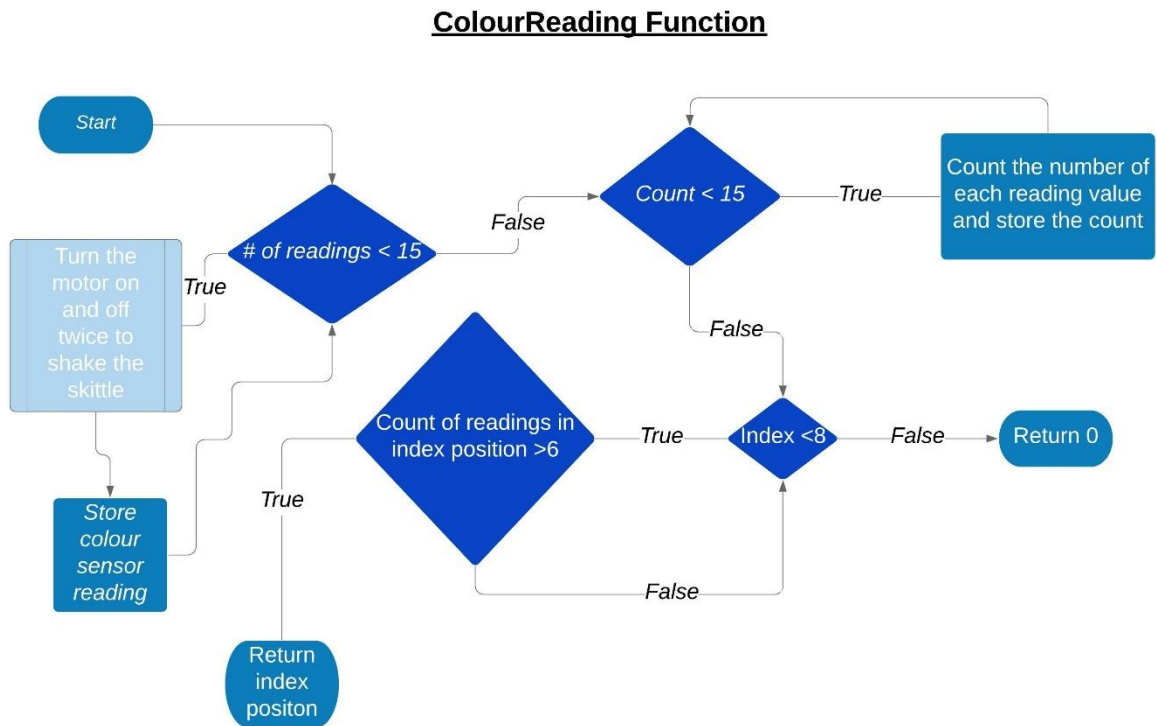 ColourReading Function
Start
# of readings < 15
True
Turn the
motor on
and off
twice to
shake the
skittle
Store
colour
sensor
reading
False
Count < 15
True
Count the number of
each reading value
and store the count
False
Index <8
False
Return 0
True
Count of readings in
index position >6
True
Return
index
positon
False